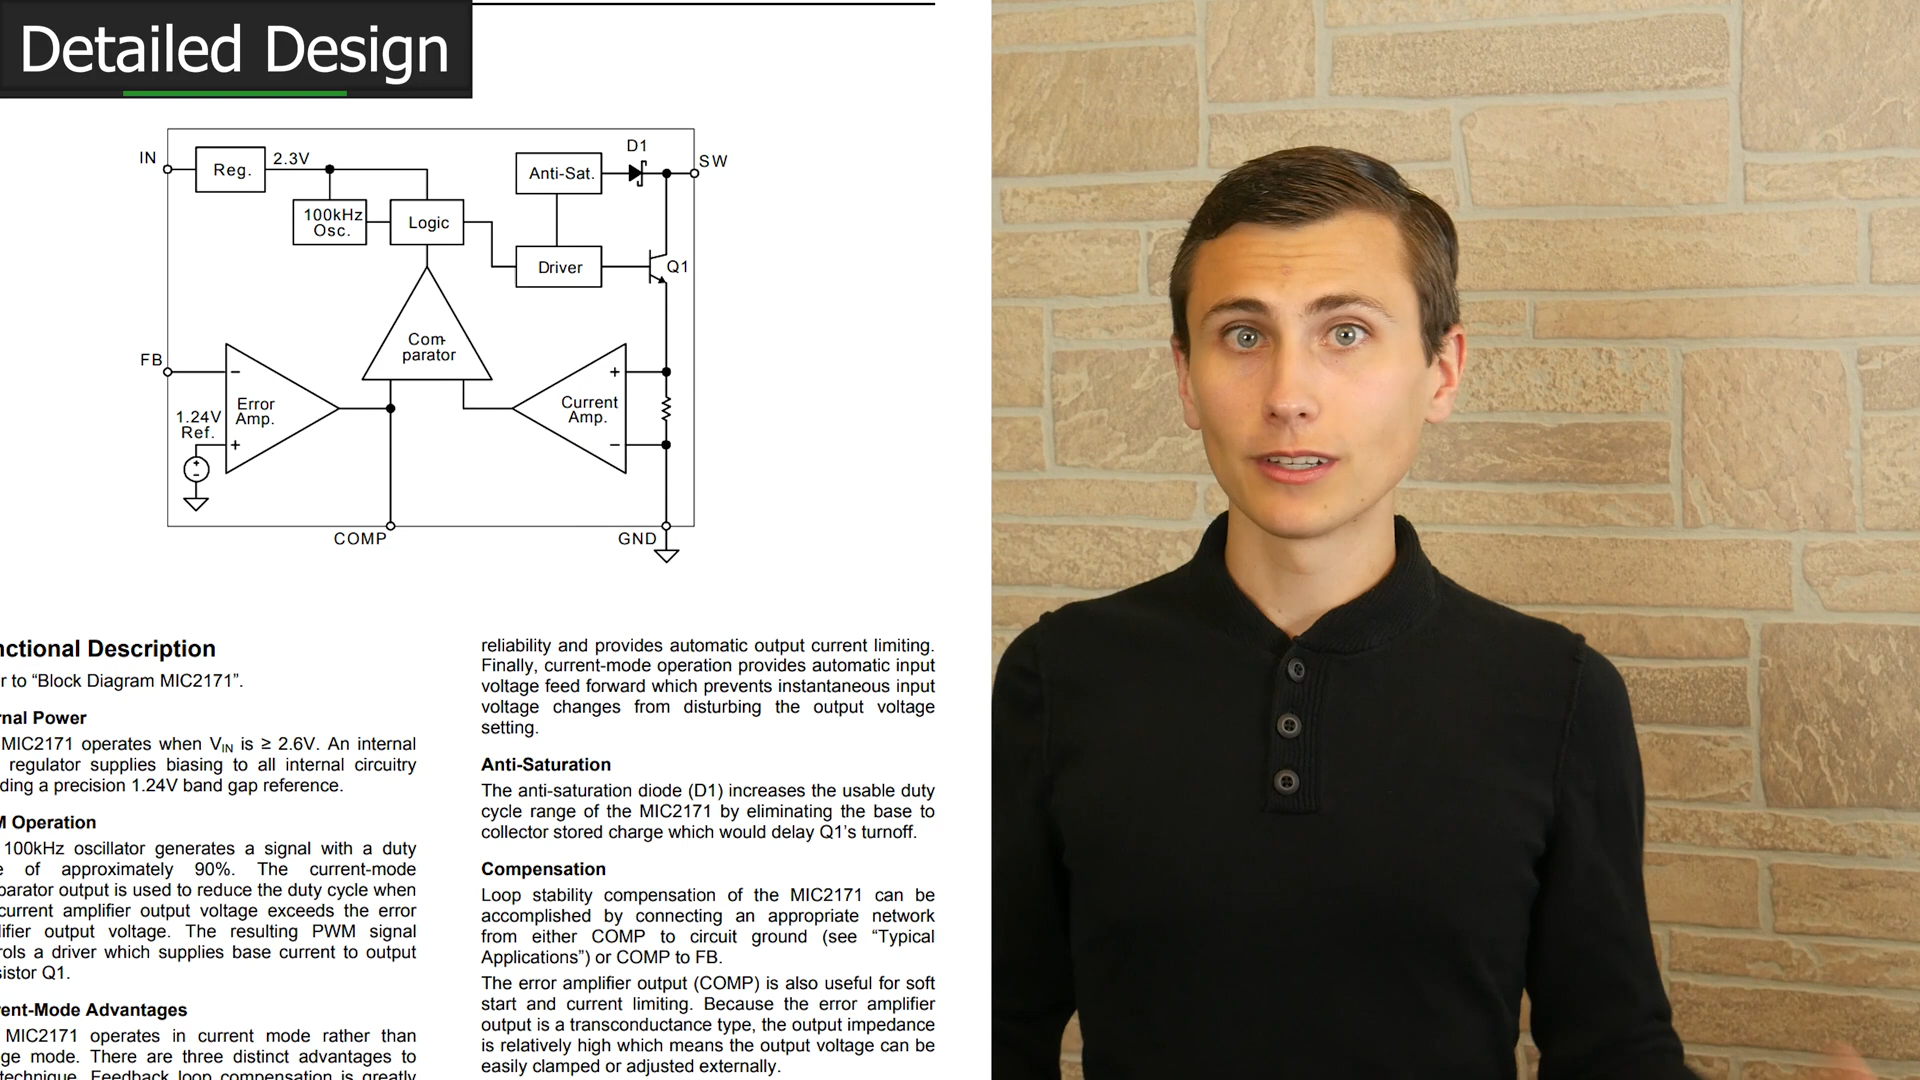 Detailed Design
D1
IN
Reg.
2.3V
Anti-Sat.
SW
100kHz
Osc.
Logic
Driver
Q1
Com-
parator
FB
Error
Amp.
1.24V
Ref.
Current
Amp.
COMP
GND
nctional Description
r to “Block Diagram MIC2171”.
rnal Power
MIC2171 operates when VIN is ≥ 2.6V. An internal
regulator supplies biasing to all internal circuitry
ding a precision 1.24V band gap reference.
M Operation
100kHz oscillator generates a signal with a duty
e of approximately 90%. The current-mode
parator output is used to reduce the duty cycle when
current amplifier output voltage exceeds the error
lifier output voltage. The resulting PWM signal
rols a driver which supplies base current to output
sistor Q1.
rent-Mode Advantages
MIC2171 operates in current mode rather than
ge mode. There are three distinct advantages to
technique. Feedback loop compensation is greatly
reliability and provides automatic output current limiting.
Finally, current-mode operation provides automatic input
voltage feed forward which prevents instantaneous input
voltage changes from disturbing the output voltage
setting.
Anti-Saturation
The anti-saturation diode (D1) increases the usable duty
cycle range of the MIC2171 by eliminating the base to
collector stored charge which would delay Q1’s turnoff.
Compensation
Loop stability compensation of the MIC2171 can be
accomplished by connecting an appropriate network
from either COMP to circuit ground (see “Typical
Applications”) or COMP to FB.
The error amplifier output (COMP) is also useful for soft
start and current limiting. Because the error amplifier
output is a transconductance type, the output impedance
is relatively high which means the output voltage can be
easily clamped or adjusted externally.